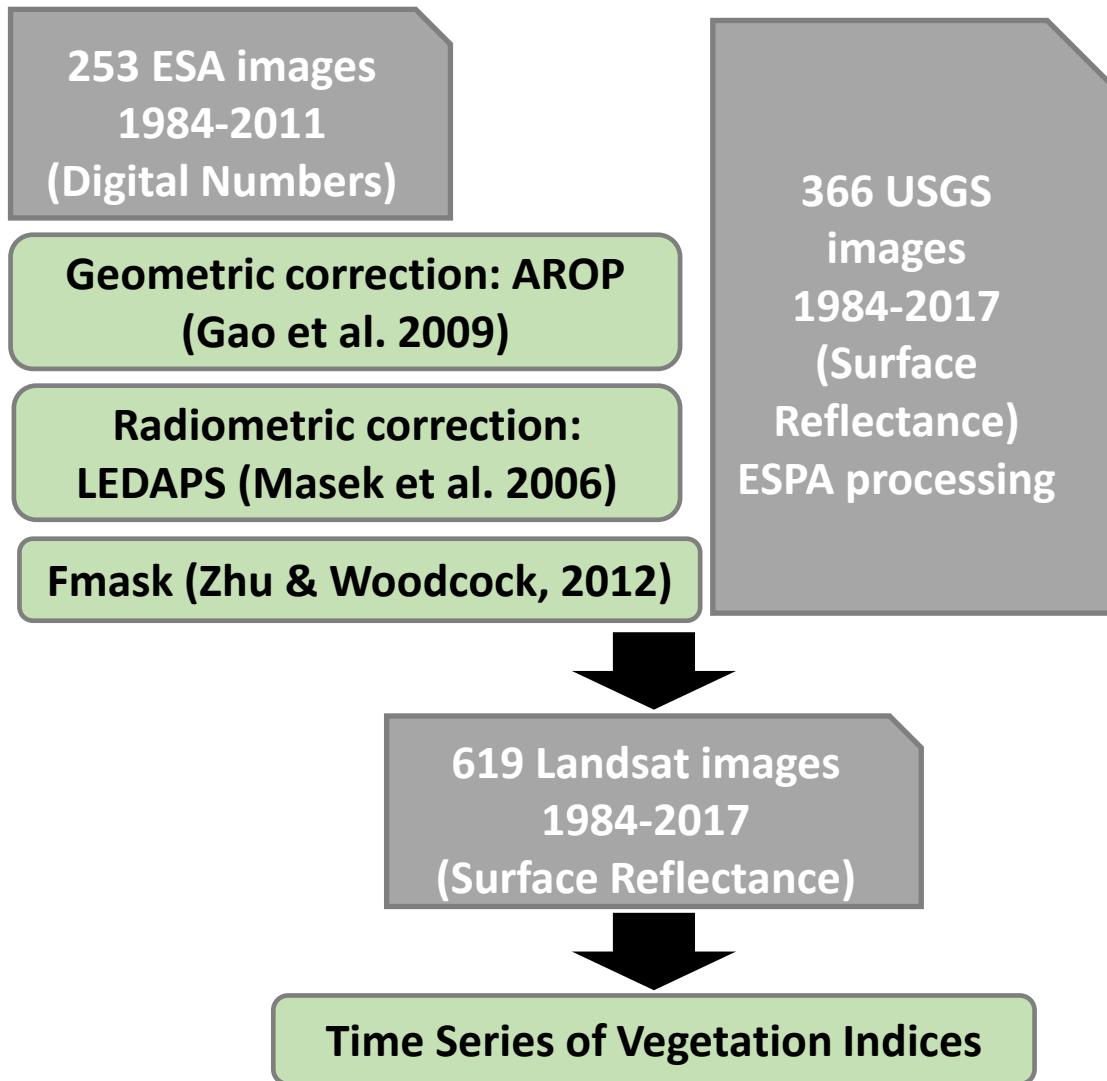 253 ESA images
1984-2011
(Digital Numbers)
Geometric correction: AROP
(Gao et al. 2009)
Radiometric correction:
LEDAPS (Masek et al. 2006)
Fmask (Zhu & Woodcock, 2012)
366 USGS
images
1984-2017
(Surface
Reflectance)
ESPA processing
619 Landsat images
1984-2017
(Surface Reflectance)
Time Series of Vegetation Indices